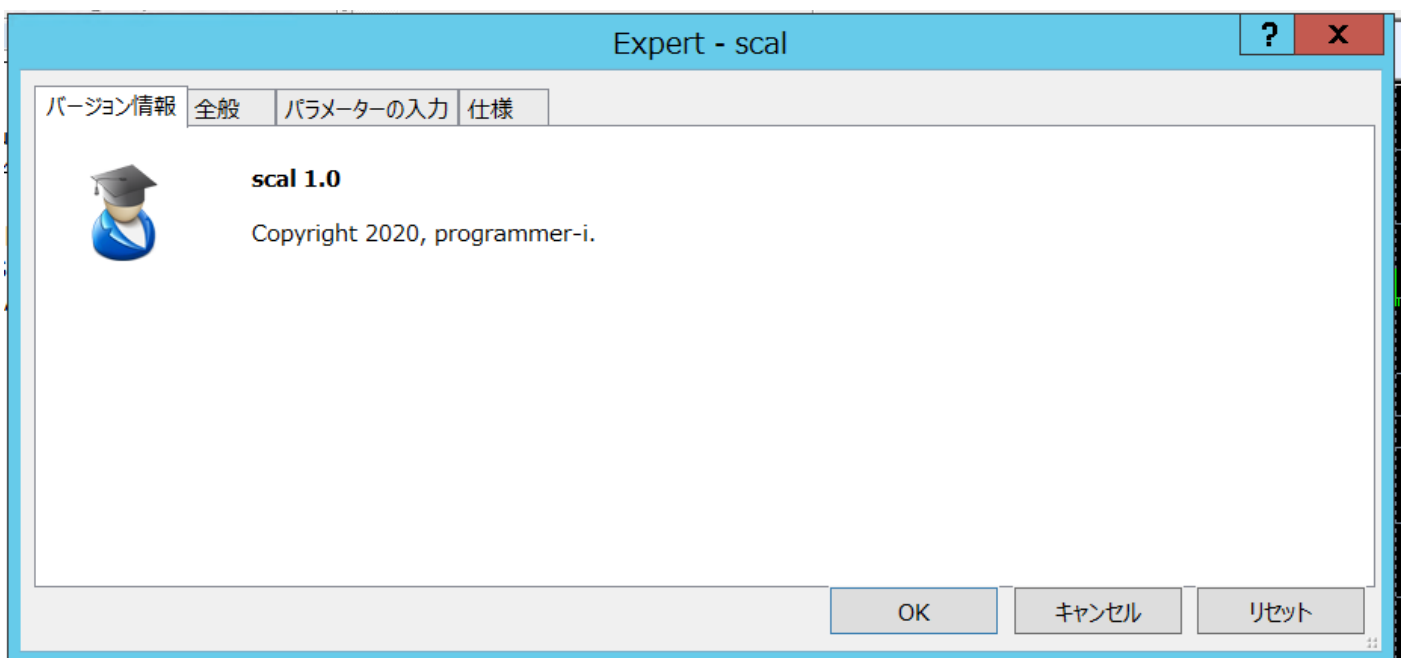 Expert - scal
?
X
バージョン情報
全般
パラメーターの入力
仕様
scal 1.0
Copyright 2020, programmer-i.
OK
キャンセル
リセット